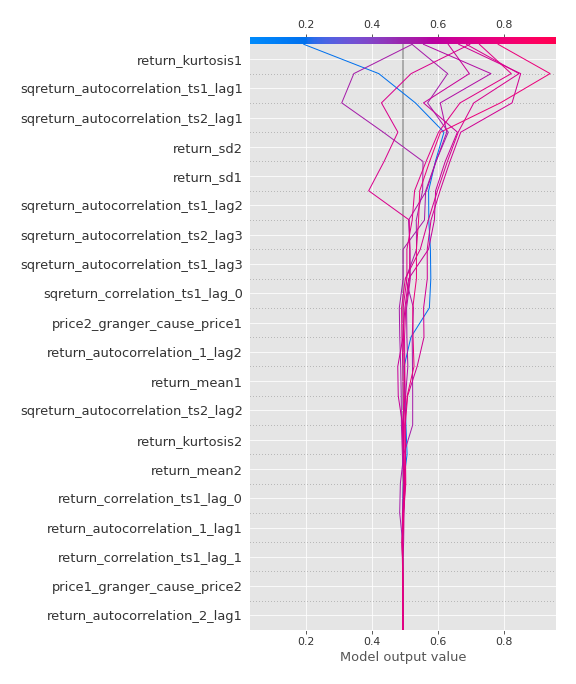 0.2 0.4 0.6 0.8
return_kurtosis1
sqreturn_autocorrelation_ts1_lag1
sqreturn_autocorrelation_ts2_lag1
return_sd2
return_sd1
sqreturn_autocorrelation_ts1_lag2
sqreturn_autocorrelation_ts2_lag3
sqreturn_autocorrelation_ts1_lag3
sqreturn_correlation_ts1_lag_0
price2_granger_cause_price1
return_autocorrelation_1_lag2
return_mean1
sqreturn_autocorrelation_ts2_lag2
return_kurtosis2
return_mean2
return_correlation_ts1_lag_0
return_autocorrelation_1_lag1
return_correlation_ts1_lag_1
price1_granger_cause_price2
return_autocorrelation_2_lag1
0.2 0.4 0.6 0.8
Model output value